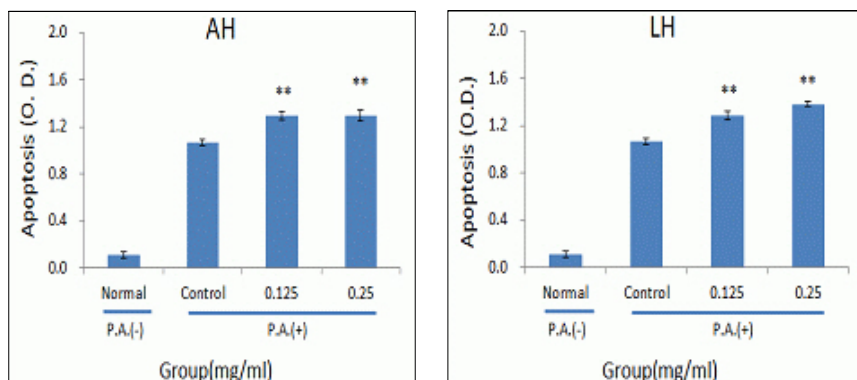 AH
Apoptosis (O. D.)
2.0
1.6
1.2
0.8
0.4
0.0
**
**
Normal
Control
0.125
0.25
P.A.(-)
P.A.(+)
Group(mg/ml)
LH
Apoptosis (O.D.)
2.0
1.6
1.2
0.8
0.4
0.0
**
**
Normal
Control
0.125
0.25
P.A.(-)
P.A.(+)
Group(mg/ml)